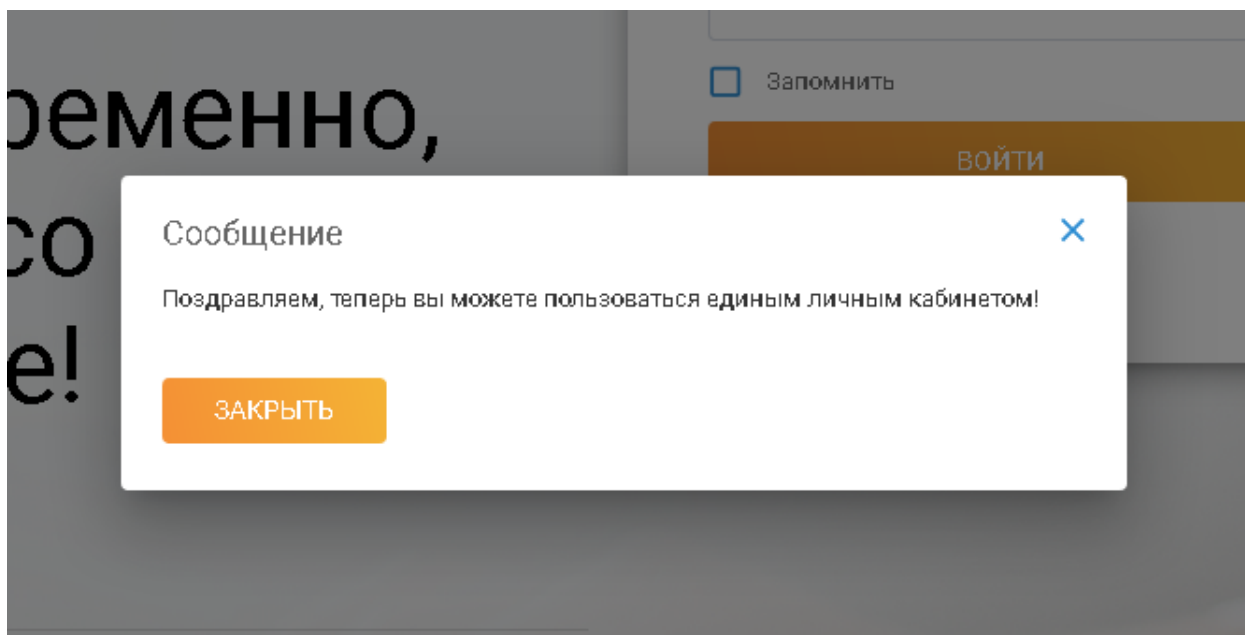 Запомнить
ременно,
ВОЙТИ
со
Сообщение
Поздравляем, теперь вы можете пользоваться единым личным кабинетом!
е!
ЗАКРЫТЬ